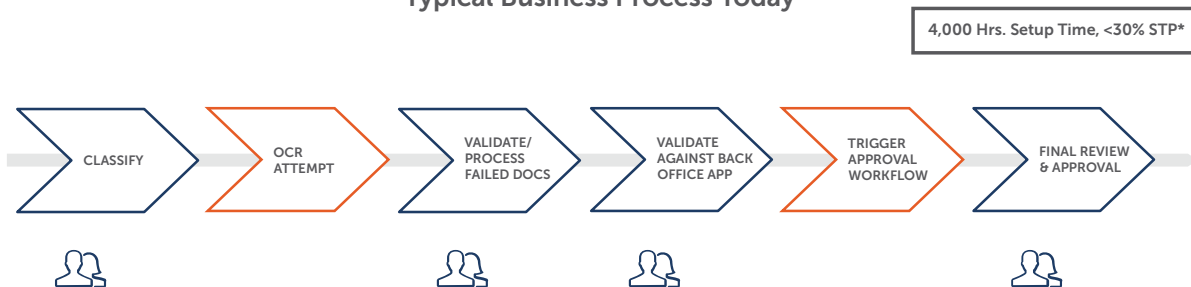 Typical Business Process Today
4,000 Hrs. Setup Time, <30% STP*
CLASSIFY
OCR
ATTEMPT
VALIDATE/
PROCESS
FAILED DOCS
VALIDATE
AGAINST BACK
OFFICE APP
TRIGGER
APPROVAL
WORKFLOW
FINAL REVIEW
& APPROVAL